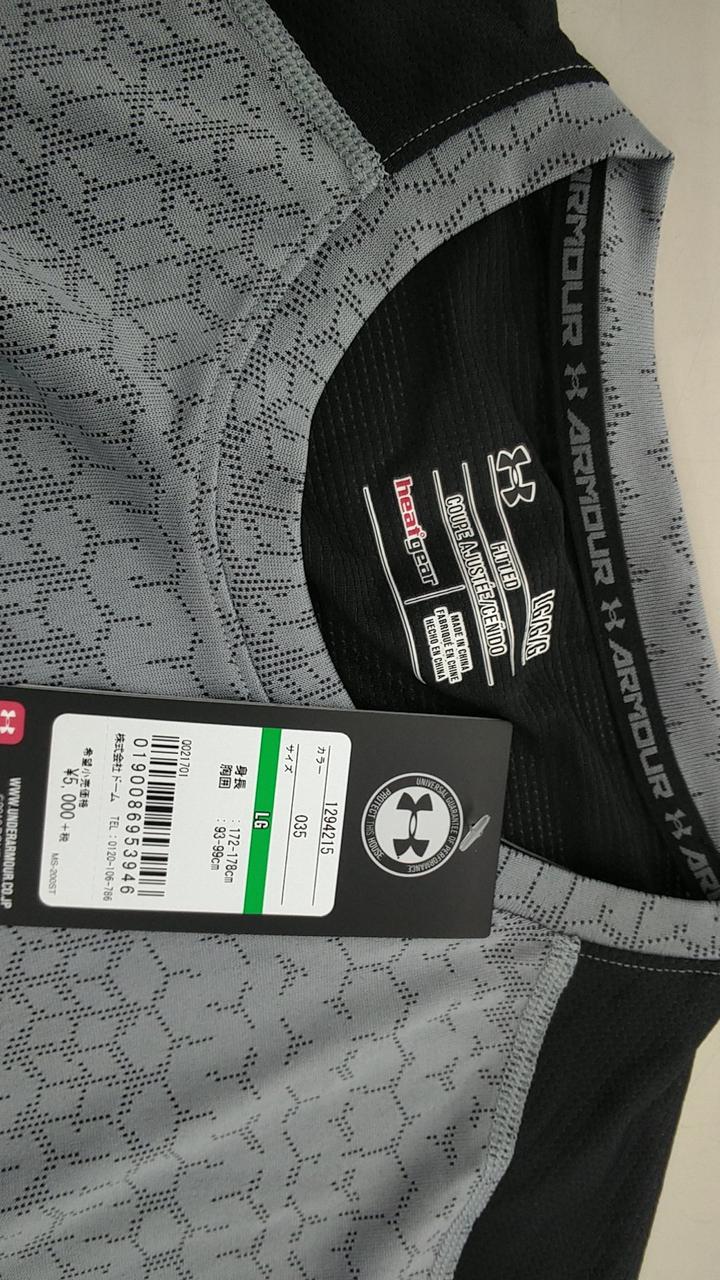 ARMOUR
ARMOUR
ARMOUR
LG/G/G
FITTED
COUPE AJUSTÉE/CEÑIDO
heatgear
MADE IN CHINA
FABRIQUÉ EN CHINE
HECHO EN CHINA
UNIVERSAL GUARANTEE OF PERFORMANCE
PROTECT THIS HOUSE
1294215
カラー 035
サイズ
LG
身長 : 172-178cm
胸囲 : 93-99cm
0021701
0190086953946
株式会社ドーム TEL:0120-106-786
希望小売価格
¥5,000+税
MS-200ST
WWW.UNDERARMOUR.CO.JP